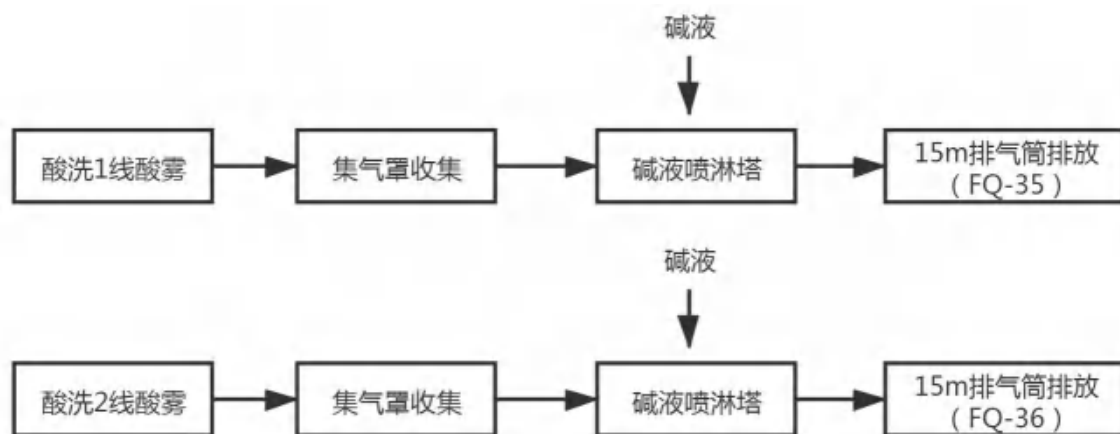 碱液
酸洗1线酸雾
集气罩收集
碱液喷淋塔
15m排气筒排放
（FQ-35）
碱液
酸洗2线酸雾
集气罩收集
碱液喷淋塔
15m排气筒排放
（FQ-36）